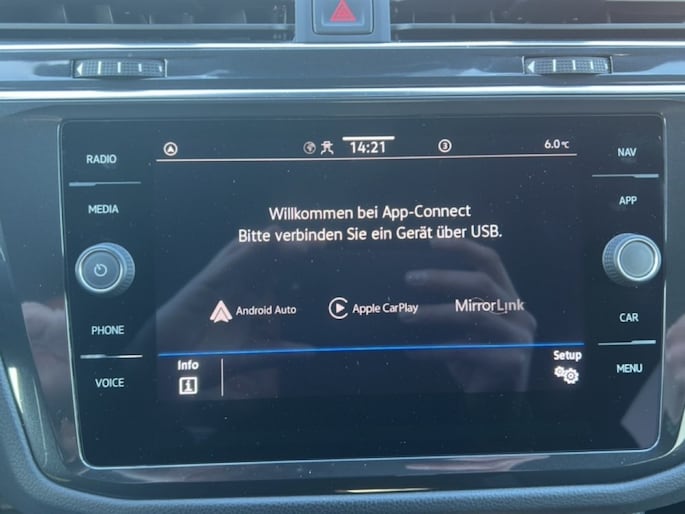 RADIO
14:21
3
6.0°C
NAV
MEDIA
APP
Willkommen bei App-Connect
Bitte verbinden Sie ein Gerät über USB.
Android Auto
Apple CarPlay
MirrorLink
PHONE
CAR
Info
Setup
VOICE
MENU